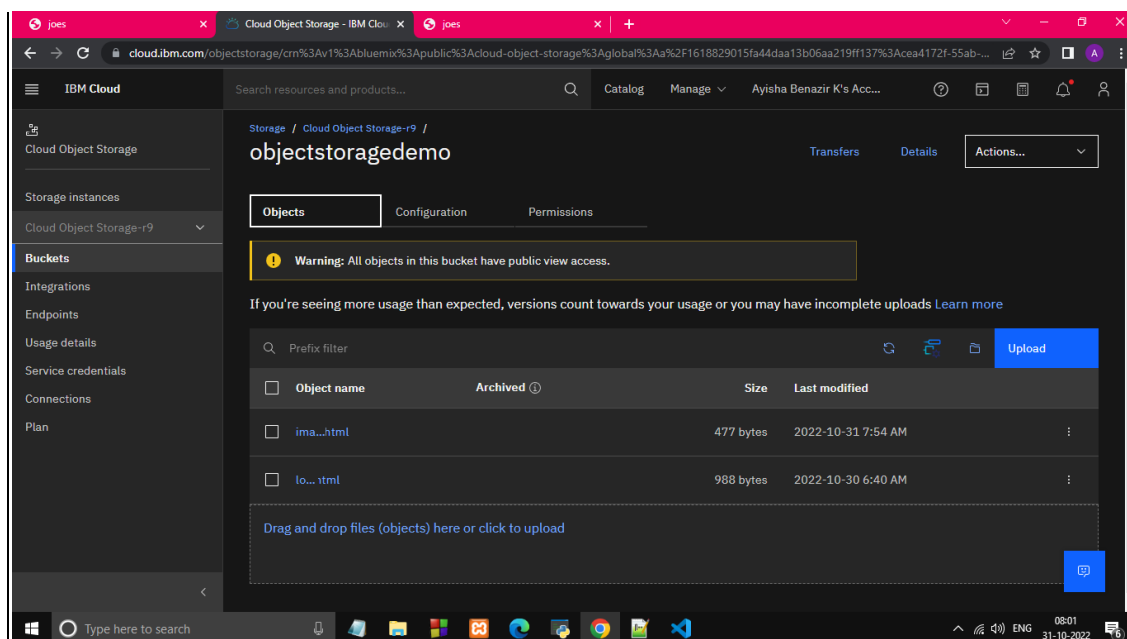 joes
Cloud Object Storage - IBM Clou
joes
cloud.ibm.com/objectstorage/crn%3Av1%3Abluemix%3Apublic%3Acloud-object-storage%3Aglobal%3Aa%2F1618829015fa44daa13b06aa219ff137%3Acea4172f-55ab-...
A
IBM Cloud
Search resources and products...
Catalog
Manage
Ayisha Benazir K's Acc...
Cloud Object Storage
Storage instances
Cloud Object Storage-r9
Buckets
Integrations
Endpoints
Usage details
Service credentials
Connections
Plan
Storage / Cloud Object Storage-r9 /
objectstoragedemo
Transfers
Details
Actions...
Objects
Configuration
Permissions
Warning: All objects in this bucket have public view access.
If you're seeing more usage than expected, versions count towards your usage or you may have incomplete uploads Learn more
Prefix filter
Upload
Object name Archived Size Last modified
ima...html 477 bytes 2022-10-31 7:54 AM
lo... 988 bytes 2022-10-30 6:40 AM
Drag and drop files (objects) here or click to upload
Type here to search
ENG
08:01
31-10-2022
6